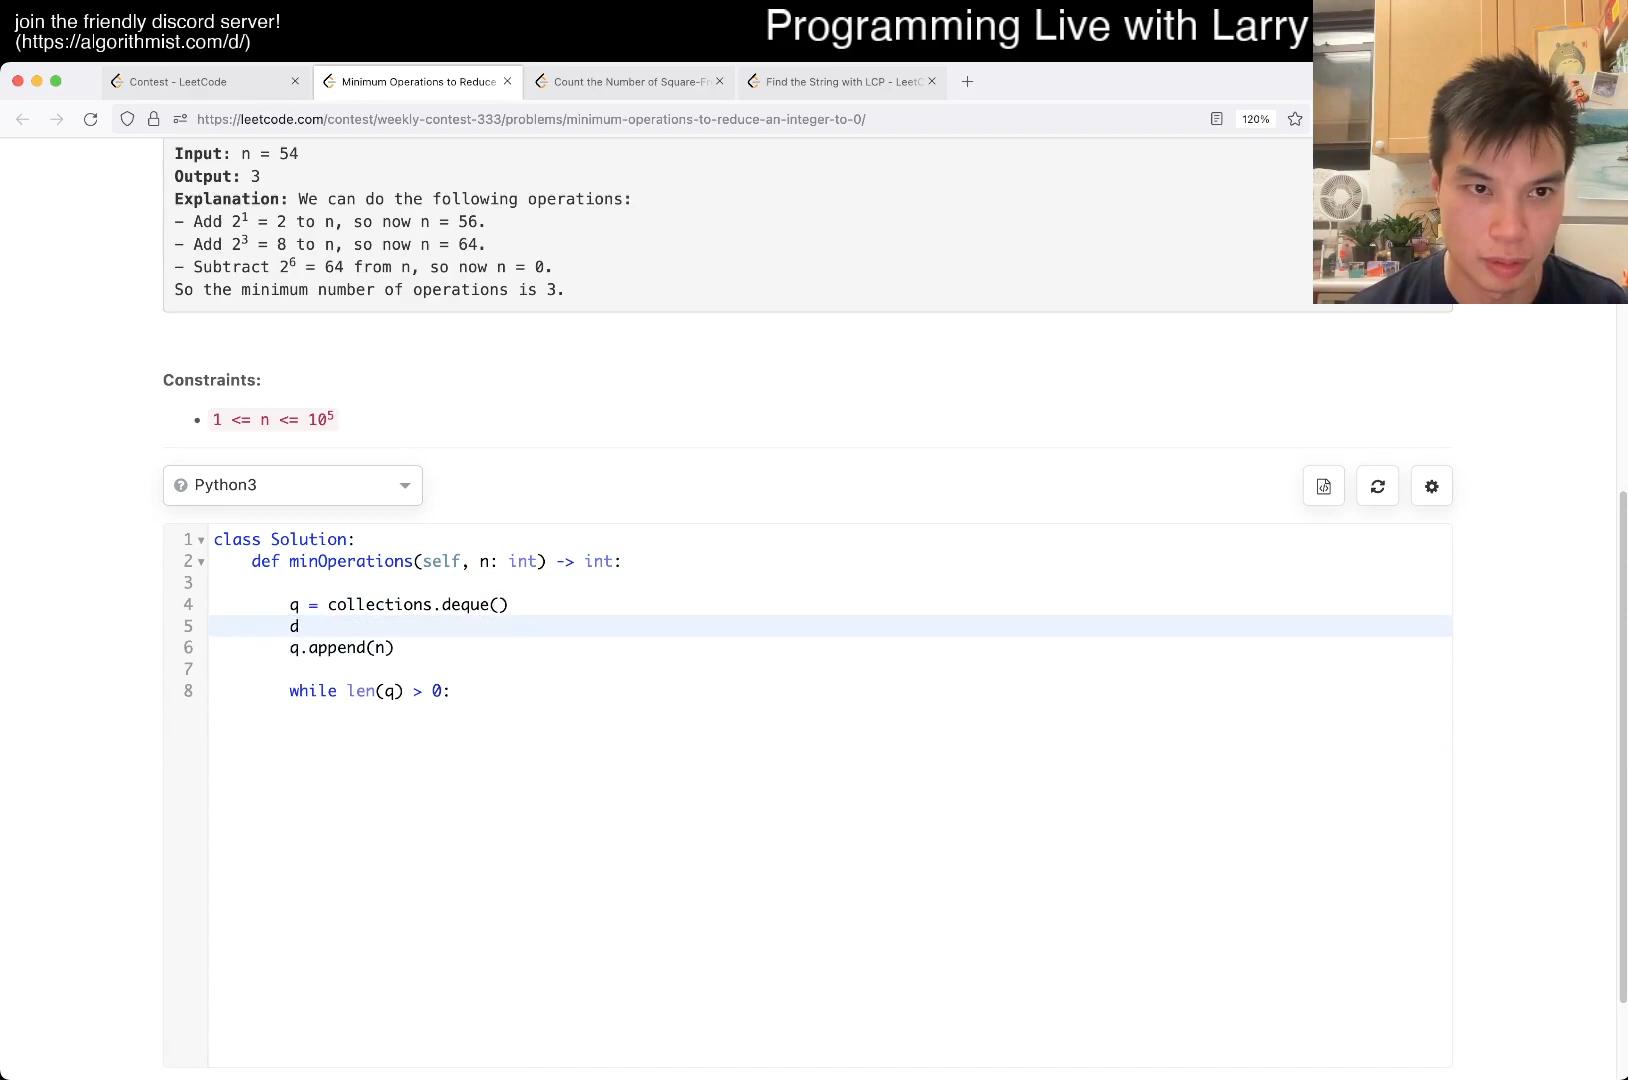 join the friendly discord server!
(https://algorithmist.com/d/)
Programming Live with Larry
Contest - LeetCode
Minimum Operations to Reduce
Count the Number of Square-Fr
Find the String with LCP - LeetC
https://leetcode.com/contest/weekly-contest-333/problems/minimum-operations-to-reduce-an-integer-to-0/
120%
Input: n = 54
Output: 3
Explanation: We can do the following operations:
- Add 2¹ = 2 to n, so now n = 56.
- Add 2³ = 8 to n, so now n = 64.
- Subtract 2⁶ = 64 from n, so now n = 0.
So the minimum number of operations is 3.
Constraints:
• 1 <= n <= 10⁵
Python3
1 class Solution:
2     def minOperations(self, n: int) -> int:
3
4         q = collections.deque()
5         d
6         q.append(n)
7
8         while len(q) > 0: